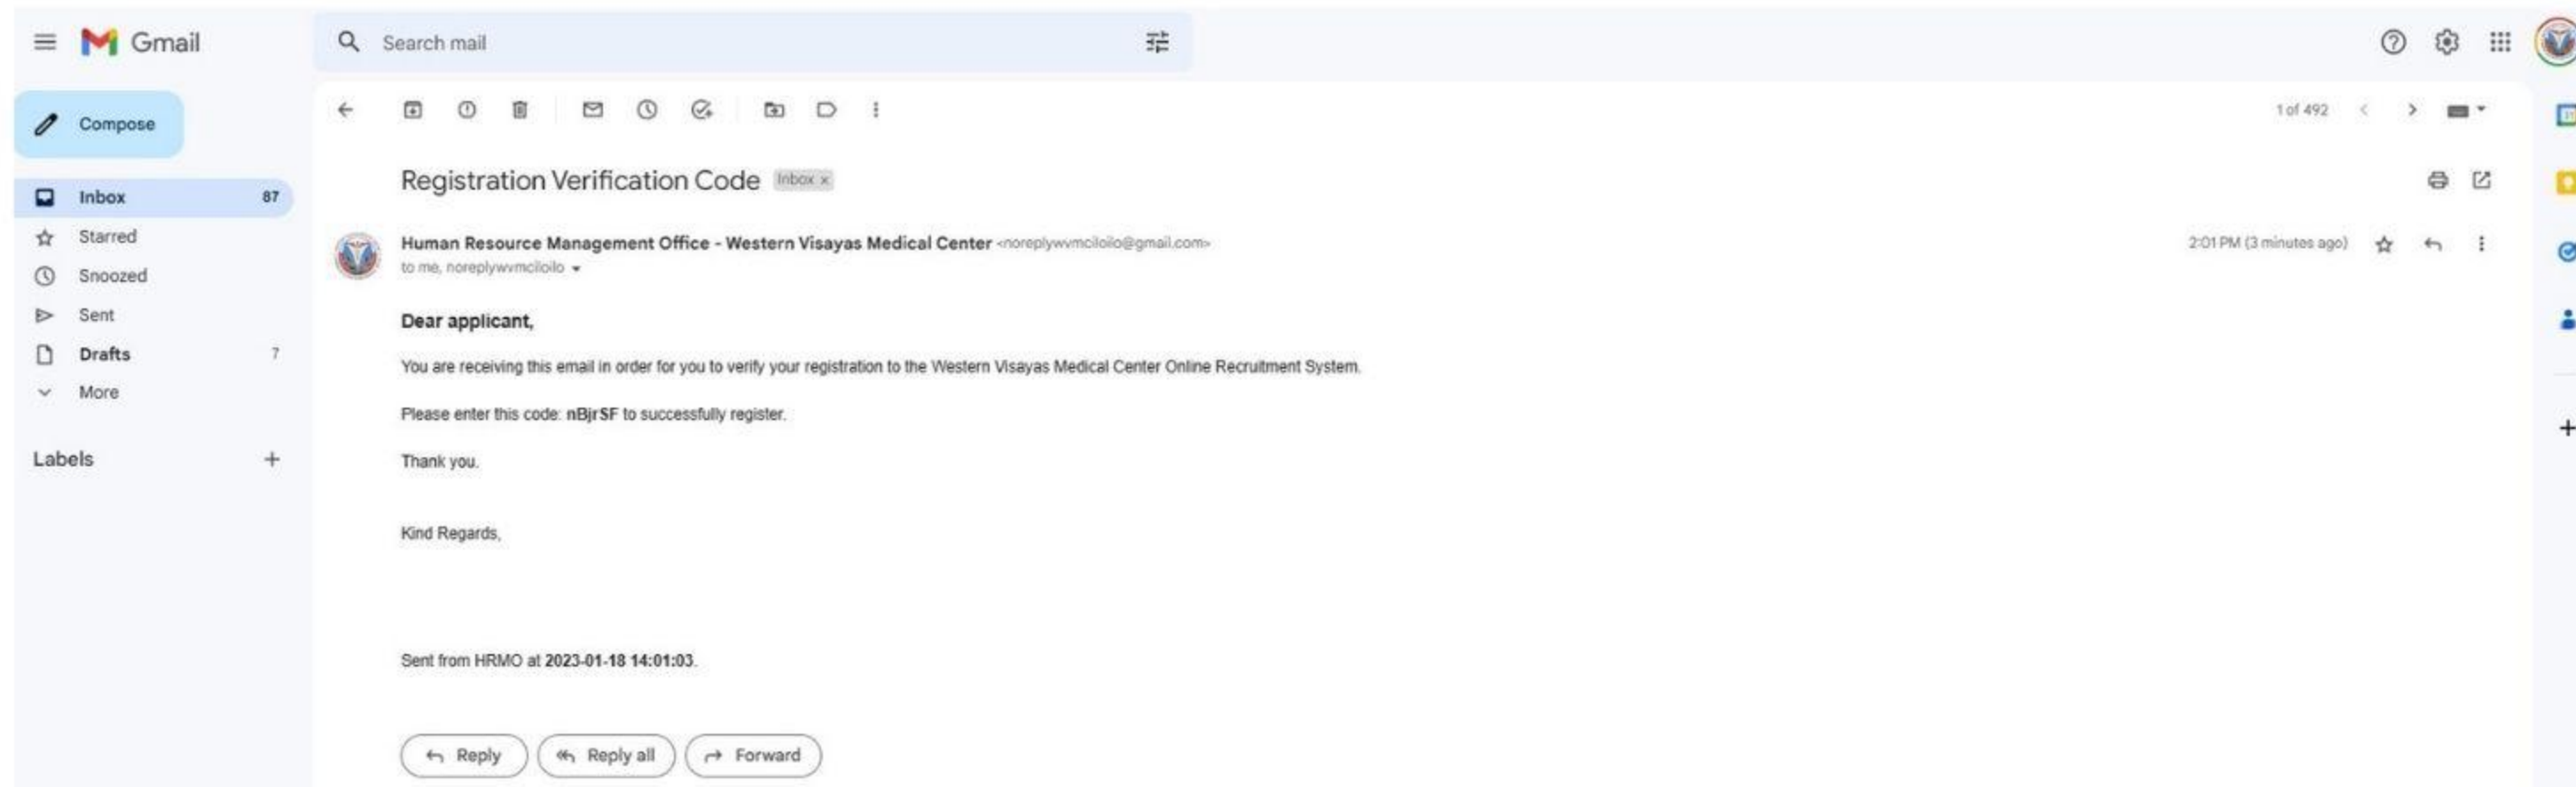 Gmail
Search mail
Compose
1 of 492
Registration Verification Code Inbox x
Inbox 87
Human Resource Management Office - Western Visayas Medical Center <noreplywvmciloilo@gmail.com>
2:01 PM (3 minutes ago)
to me, noreplywvmciloilo
Starred
Snoozed
Sent
Drafts 7
More
Labels
Dear applicant,
You are receiving this email in order for you to verify your registration to the Western Visayas Medical Center Online Recruitment System.
Please enter this code: nBjrSF to successfully register.
Thank you.
Kind Regards,
Sent from HRMO at 2023-01-18 14:01:03.
Reply Reply all Forward